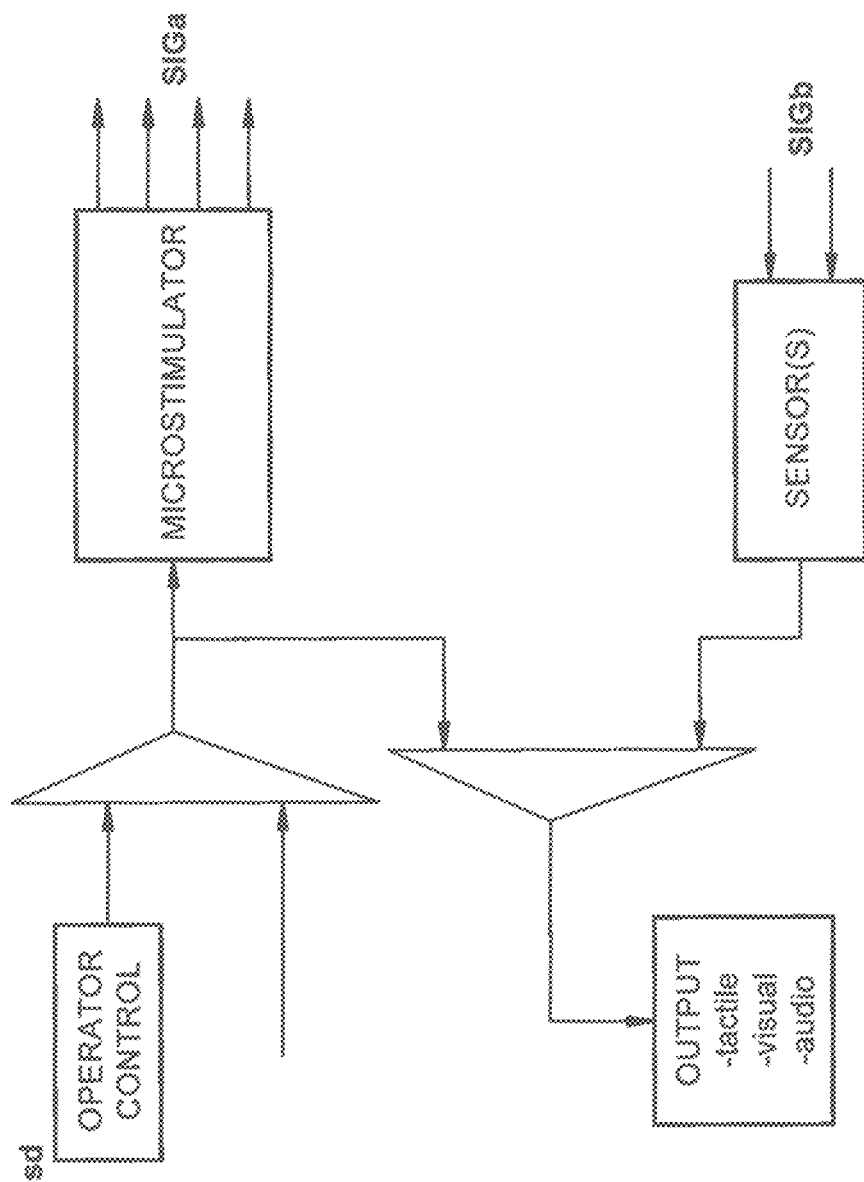 sd
OPERATOR
CONTROL
MICROSTIMULATOR
SIGa
OUTPUT
-tactile
-visual
-audio
SENSOR(S)
SIGb